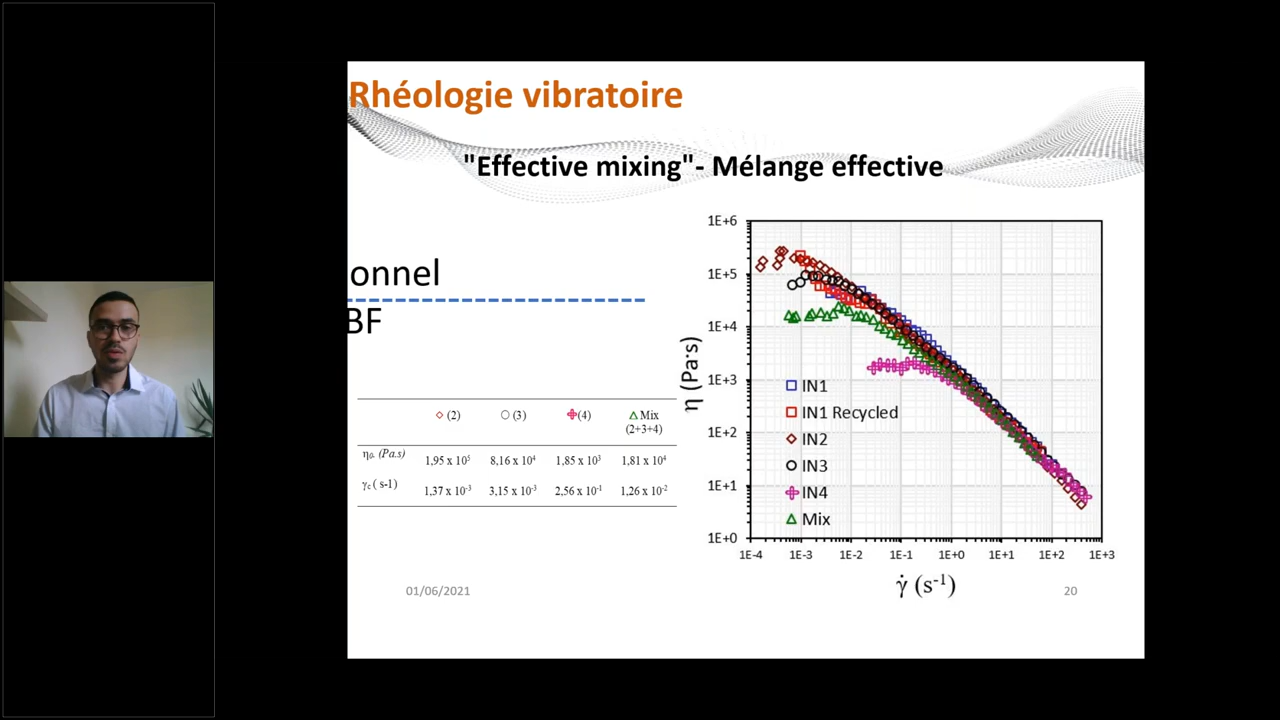 Rhéologie vibratoire
"Effective mixing"- Mélange effective
onnel
BF
(2) (3) (4) Mix
(2+3+4)
η₀. (Pa.s) 1,95 x 10⁵ 8,16 x 10⁴ 1,85 x 10³ 1,81 x 10⁴
γ̇c ( s-1) 1,37 x 10⁻³ 3,15 x 10⁻³ 2,56 x 10⁻¹ 1,26 x 10⁻²
1E+6
1E+5
1E+4
1E+3
1E+2
1E+1
1E+0
η (Pa·s)
IN1
IN1 Recycled
IN2
IN3
IN4
Mix
1E-4 1E-3 1E-2 1E-1 1E+0 1E+1 1E+2 1E+3
γ̇ (s⁻¹)
01/06/2021
20